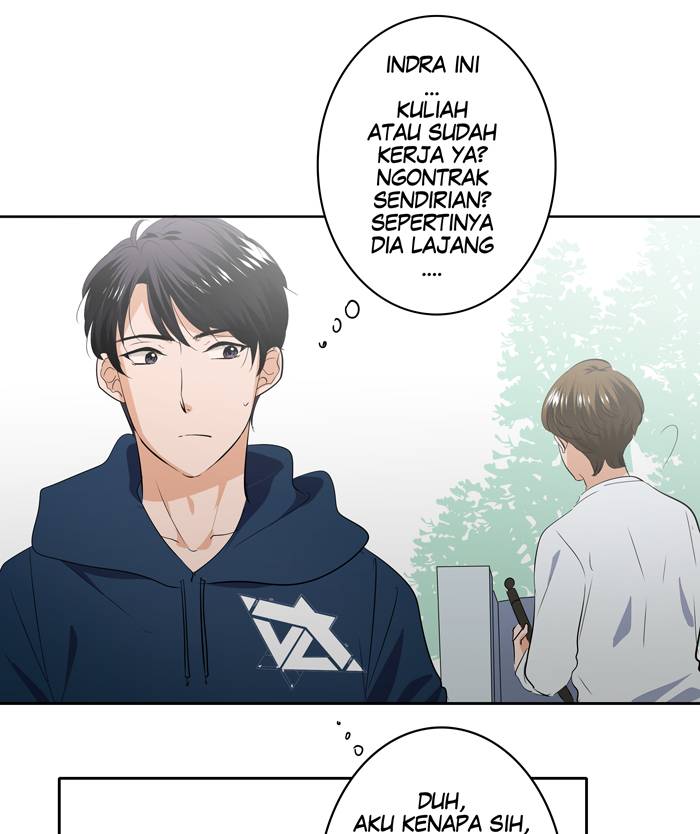 INDRA INI
...
KULIAH
ATAU SUDAH
KERJA YA?
NGONTRAK
SENDIRIAN?
SEPERTINYA
DIA LAJANG
....
DUH,
AKU KENAPA SIH,